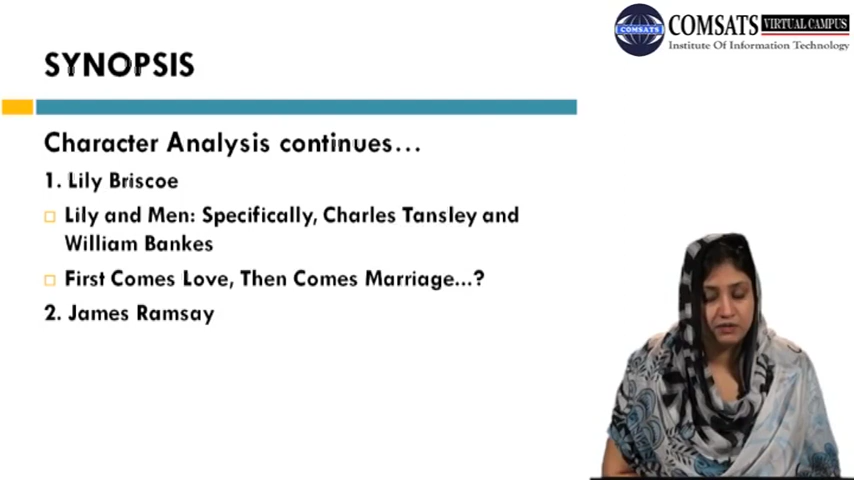 COMSATS VIRTUAL CAMPUS
COMSATS
Institute Of Information Technology
SYNOPSIS
Character Analysis continues...
1. Lily Briscoe
Lily and Men: Specifically, Charles Tansley and
William Bankes
First Comes Love, Then Comes Marriage...?
2. James Ramsay